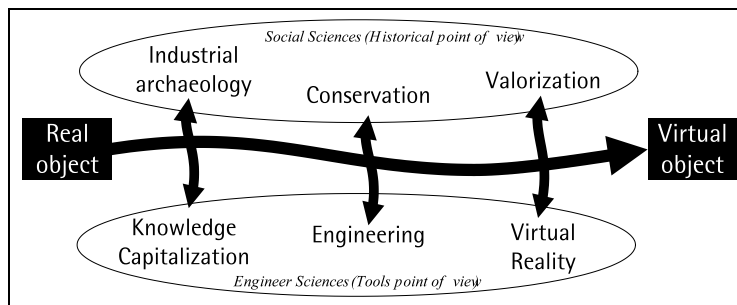 Social Sciences (Historical point of view)
Industrial
archaeology
Conservation
Valorization
Real
object
Virtual
object
Knowledge
Capitalization
Engineering
Virtual
Reality
Engineer Sciences (Tools point of view)